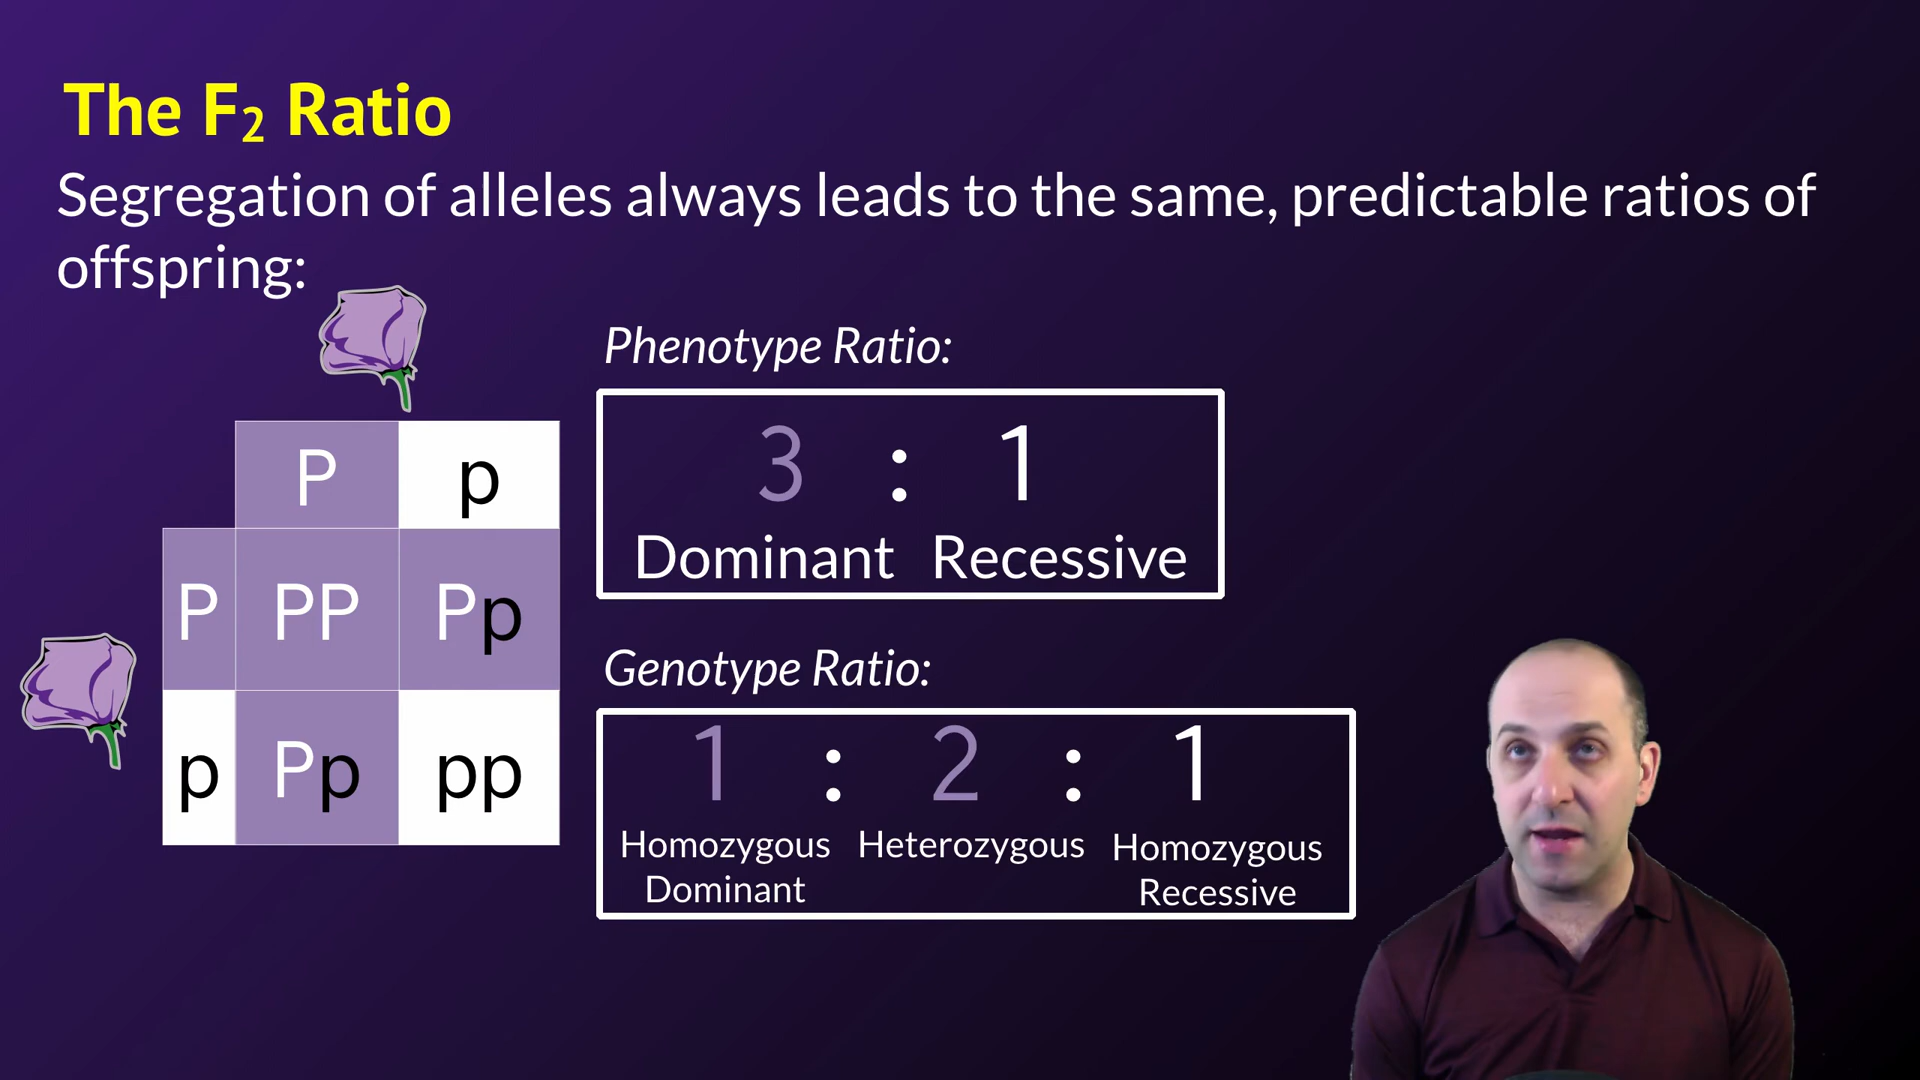 The F₂ Ratio
Segregation of alleles always leads to the same, predictable ratios of
offspring:
Phenotype Ratio:
3 : 1
Dominant Recessive
P p
P PP Pp
p Pp pp
Genotype Ratio:
1 : 2 : 1
Homozygous Heterozygous Homozygous
Dominant Recessive